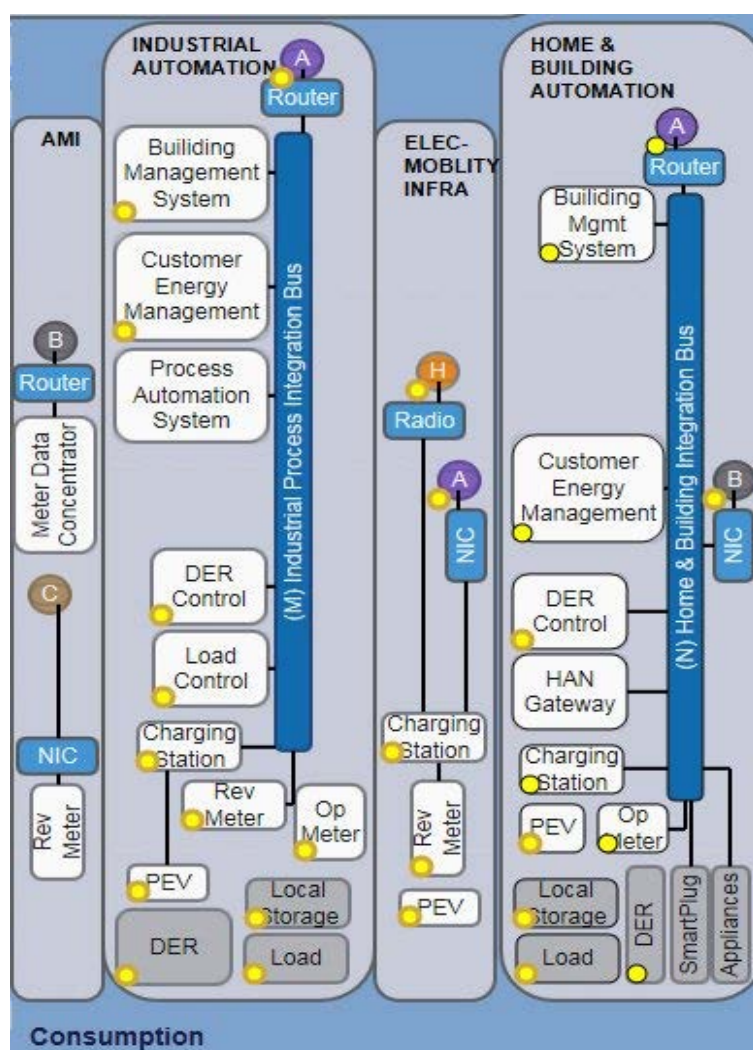 AMI
B
Router
Meter Data
Concentrator
C
NIC
Rev
Meter
INDUSTRIAL
AUTOMATION
A
Router
Builiding
Management
System
Customer
Energy
Management
Process
Automation
System
(M) Industrial Process Integration Bus
DER
Control
Load
Control
Charging
Station
Rev
Meter
Op
Meter
PEV
DER
Local
Storage
Load
ELEC-
MOBLITY
INFRA
H
Radio
A
NIC
Charging
Station
Rev
Meter
PEV
HOME &
BUILDING
AUTOMATION
A
Router
Builiding
Mgmt
System
(N) Home & Building Integration Bus
Customer
Energy
Management
B
NIC
DER
Control
HAN
Gateway
Charging
Station
PEV
Op
Meter
Local
Storage
Load
DER
SmartPlug
Appliances
Consumption